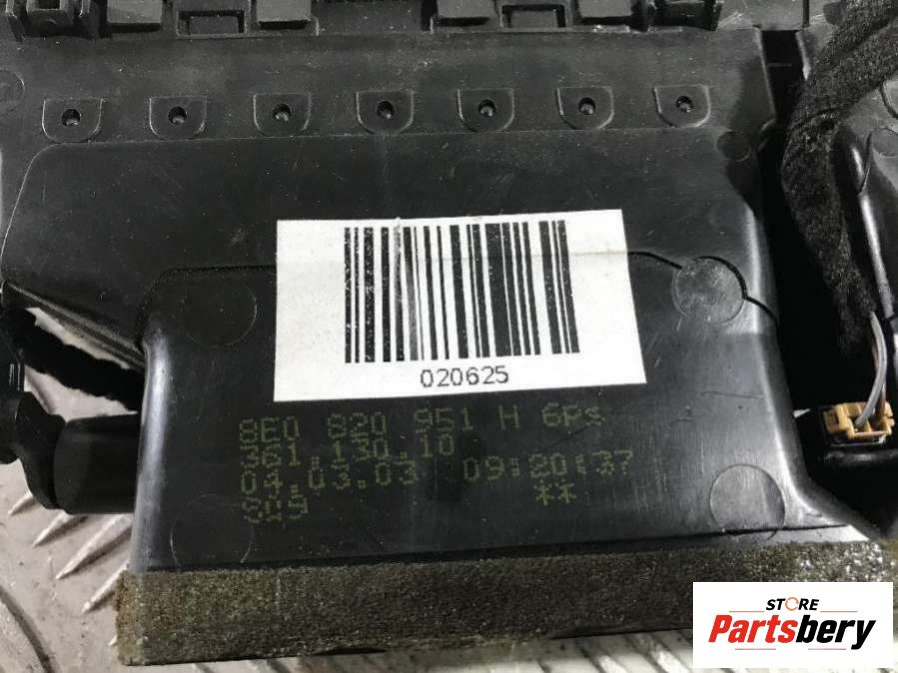 020625
8E0 820 951 H 6Ps
361.130.10
04.03.03 09:20:37
**
STORE
Partsbery